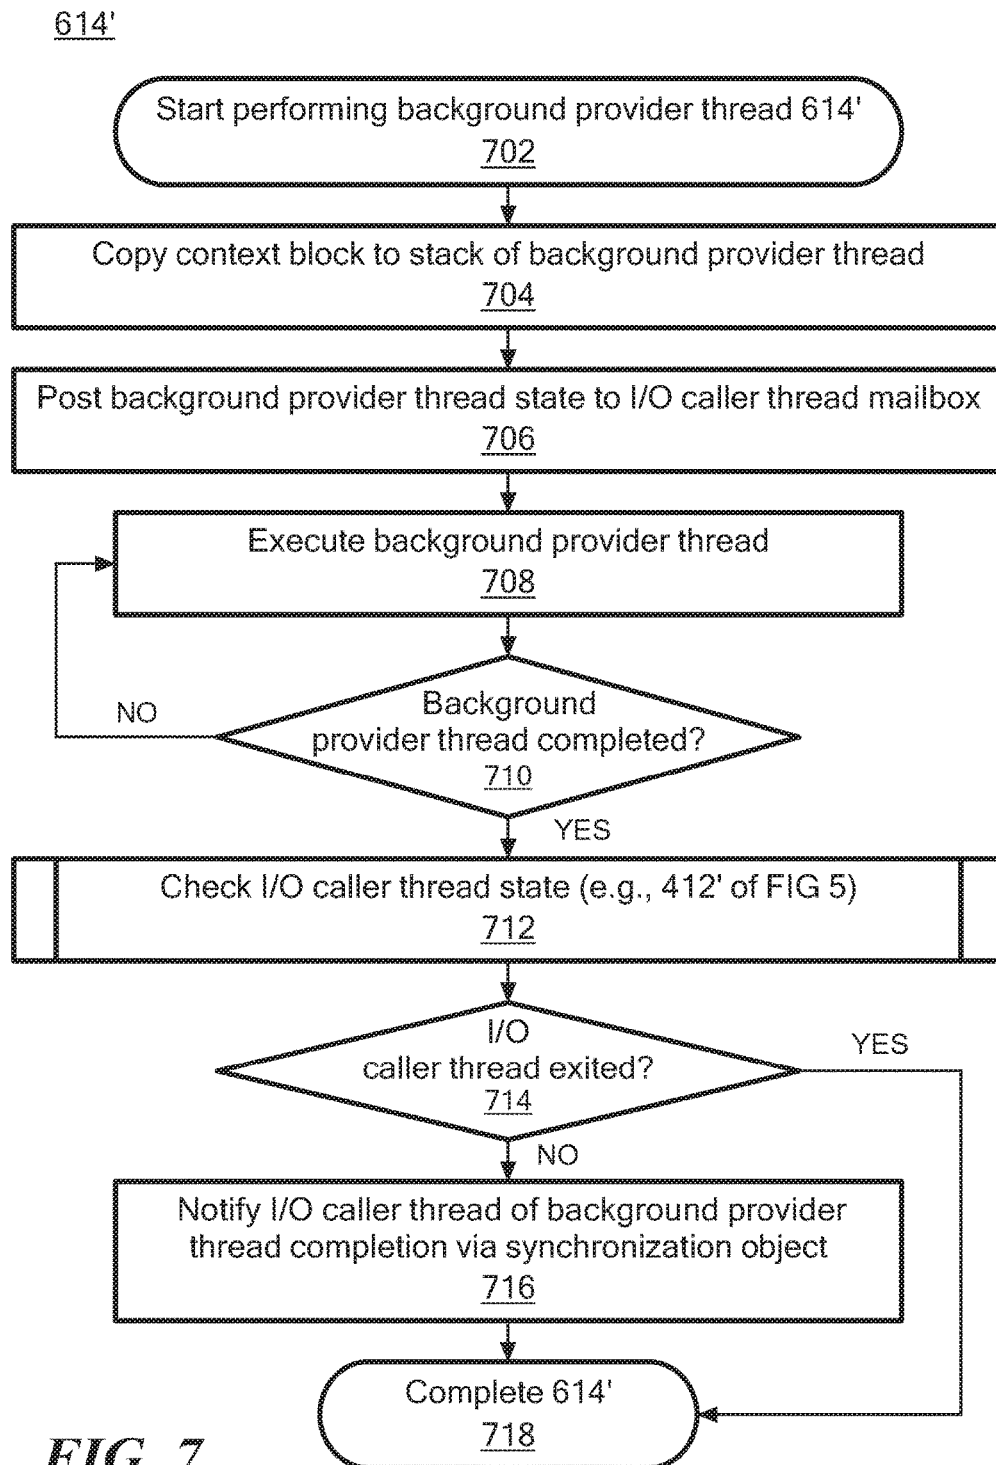 614'
Start performing background provider thread 614'
702
Copy context block to stack of background provider thread
704
Post background provider thread state to I/O caller thread mailbox
706
Execute background provider thread
708
Background
provider thread completed?
710
NO
YES
Check I/O caller thread state (e.g., 412' of FIG 5)
712
I/O
caller thread exited?
714
YES
NO
Notify I/O caller thread of background provider
thread completion via synchronization object
716
Complete 614'
718
FIG. 7